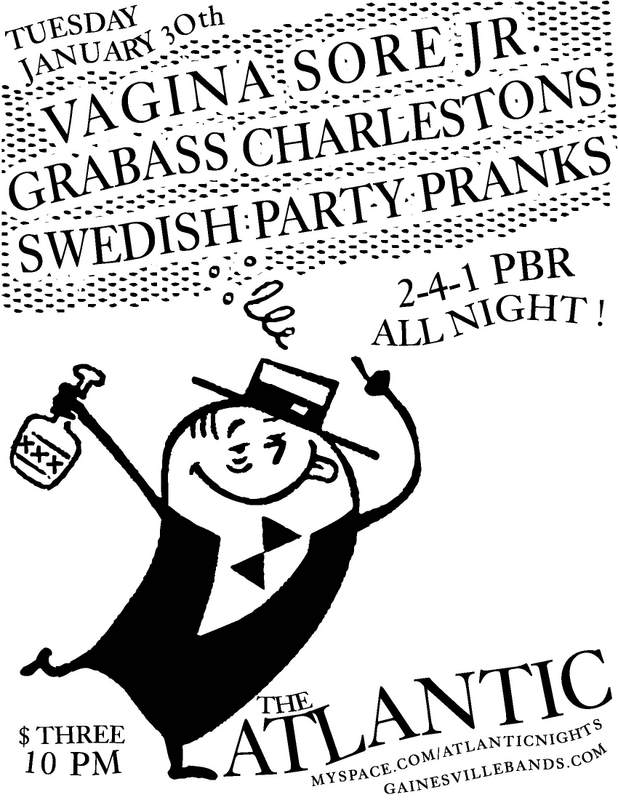 TUESDAY
JANUARY 30th
VAGINA SORE JR.
GRABASS CHARLESTONS
SWEDISH PARTY PRANKS
2-4-1 PBR
ALL NIGHT !
XXX
$ THREE
10 PM
THE
ATLANTIC
MYSPACE.COM/ATLANTICNIGHTS
GAINESVILLEBANDS.COM